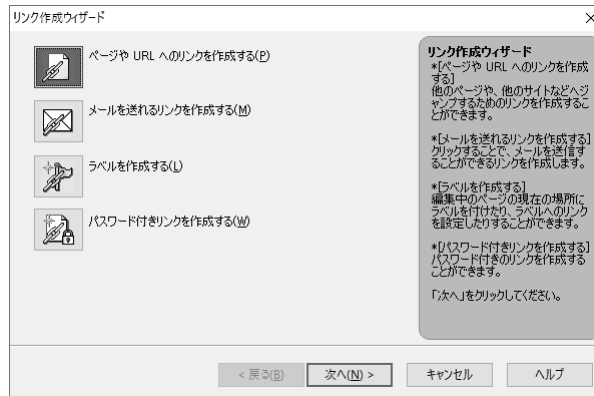 リンク作成ウィザード
ページや URL へのリンクを作成する(P)
メールを送れるリンクを作成する(M)
ラベルを作成する(L)
パスワード付きリンクを作成する(W)
リンク作成ウィザード
*[ページや URL へのリンクを作成
する]
他のページや、他のサイトなどへジ
ャンプするためのリンクを作成するこ
とができます。
*[メールを送れるリンクを作成する]
クリックすることで、メールを送信す
ることができるリンクを作成します。
*[ラベルを作成する]
編集中のページの現在の場所に
ラベルを付けたり、ラベルへのリンク
を設定したりすることができます。
*[パスワード付きリンクを作成する]
パスワード付きのリンクを作成する
ことができます。
「次へ」をクリックしてください。
< 戻る(B)
次へ(N) >
キャンセル
ヘルプ